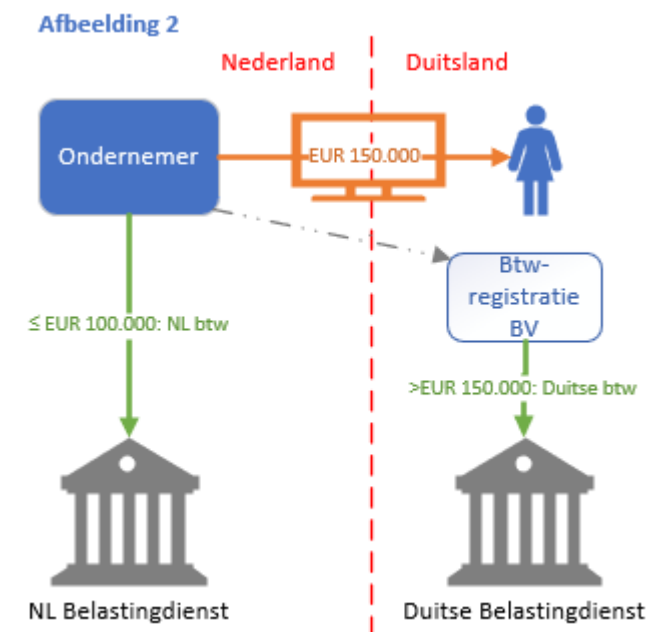 Afbeelding 2
Nederland
Duitsland
Ondernemer
EUR 150.000
Btw-
registratie
BV
≤ EUR 100.000: NL btw
>EUR 150.000: Duitse btw
NL Belastingdienst
Duitse Belastingdienst